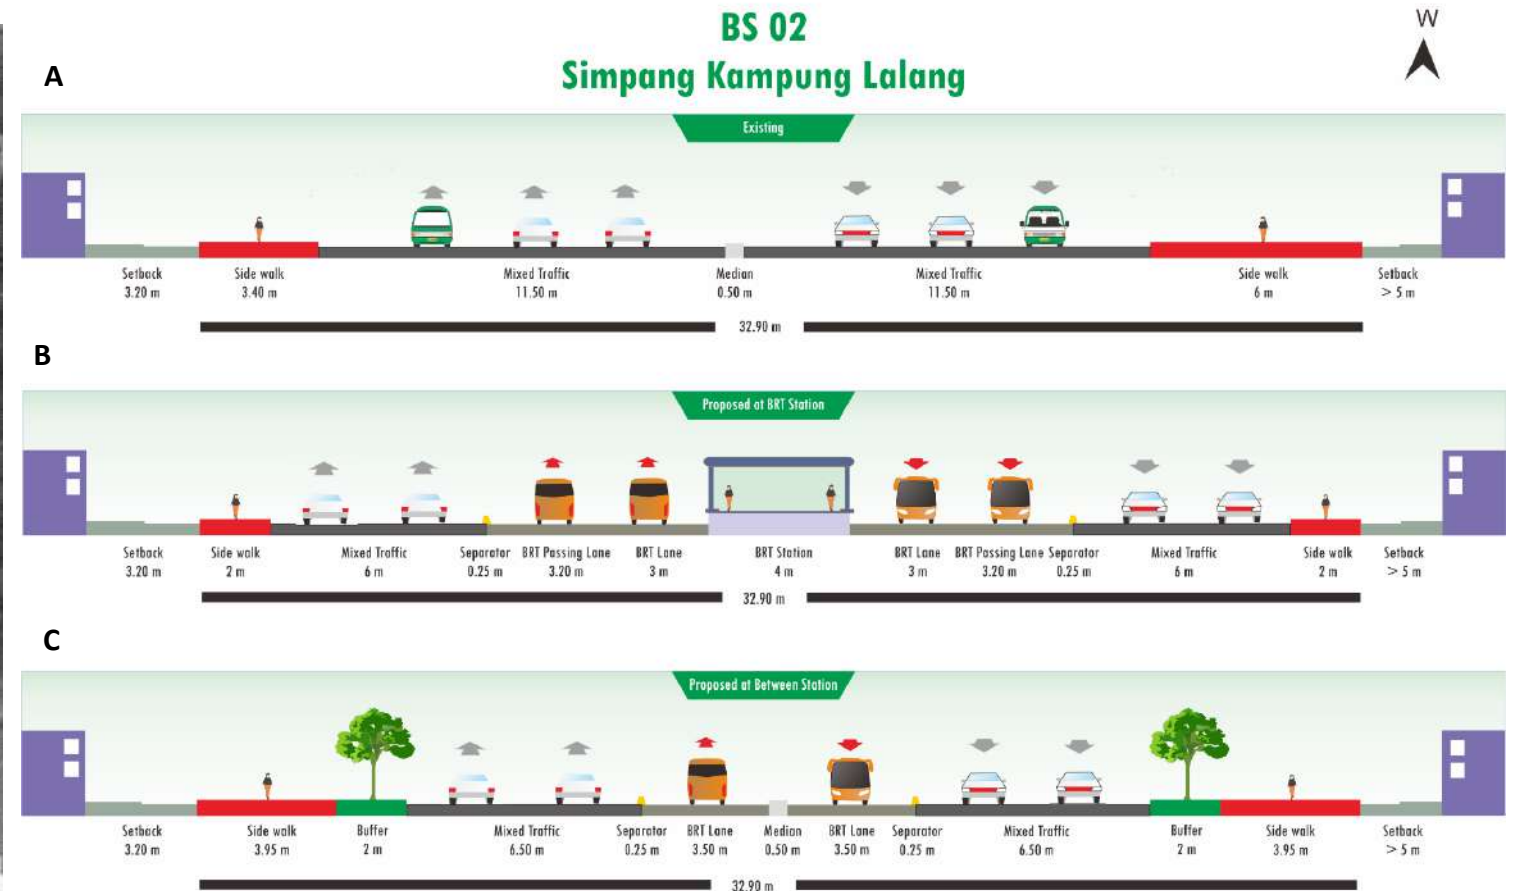 BS 02
Simpang Kampung Lalang
W
A
Existing
Setback Side walk Mixed Traffic Median Mixed Traffic Side walk Setback
3.20 m 3.40 m 11.50 m 0.50 m 11.50 m 6 m > 5 m
32.90 m
B
Proposed at BRT Station
Setback Side walk Mixed Traffic Separator BRT Passing Lane BRT Lane BRT Station BRT Lane BRT Passing Lane Separator Mixed Traffic Side walk Setback
3.20 m 2 m 6 m 0.25 m 3.20 m 3 m 4 m 3 m 3.20 m 0.25 m 6 m 2 m > 5 m
32.90 m
C
Proposed at Between Station
Setback Side walk Buffer Mixed Traffic Separator BRT Lane Median BRT Lane Separator Mixed Traffic Buffer Side walk Setback
3.20 m 3.95 m 2 m 6.50 m 0.25 m 3.50 m 0.50 m 3.50 m 0.25 m 6.50 m 2 m 3.95 m > 5 m
32.90 m